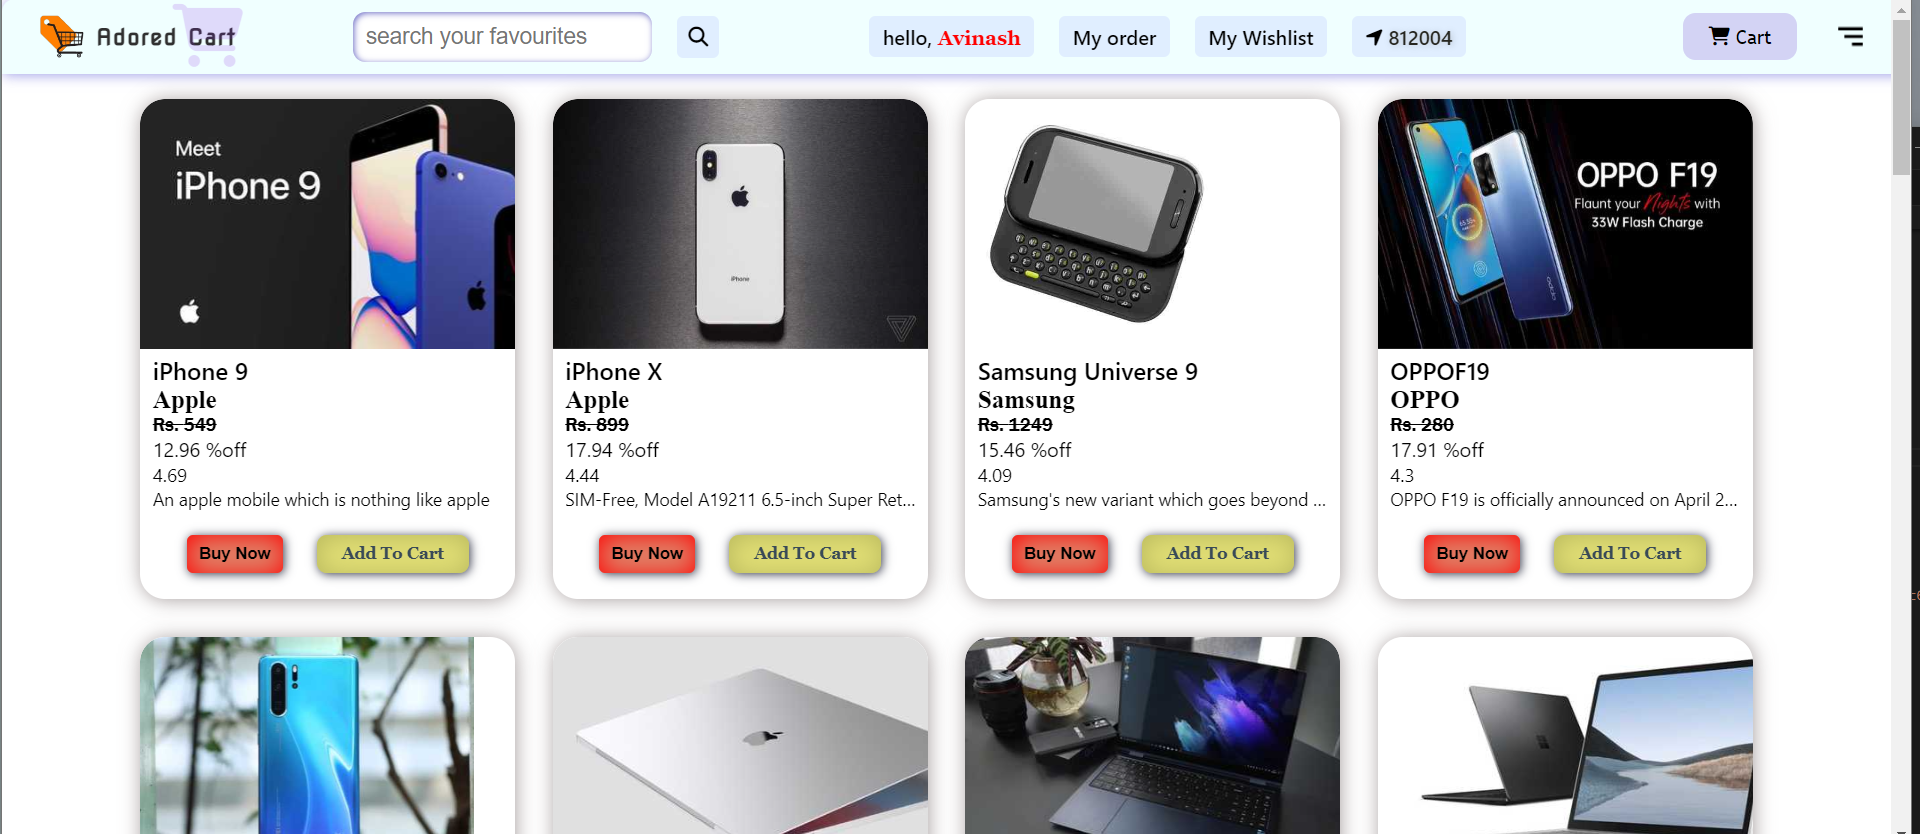 Adored Cart
search your favourites
hello, Avinash
My order
My Wishlist
812004
Cart
Meet
iPhone 9
iPhone
OPPO F19
Flaunt your Nights with
33W Flash Charge
iPhone 9
Apple
Rs. 549
12.96 %off
4.69
An apple mobile which is nothing like apple
Buy Now
Add To Cart
iPhone X
Apple
Rs. 899
17.94 %off
4.44
SIM-Free, Model A19211 6.5-inch Super Ret...
Buy Now
Add To Cart
Samsung Universe 9
Samsung
Rs. 1249
15.46 %off
4.09
Samsung's new variant which goes beyond ...
Buy Now
Add To Cart
OPPOF19
OPPO
Rs. 280
17.91 %off
4.3
OPPO F19 is officially announced on April 2...
Buy Now
Add To Cart